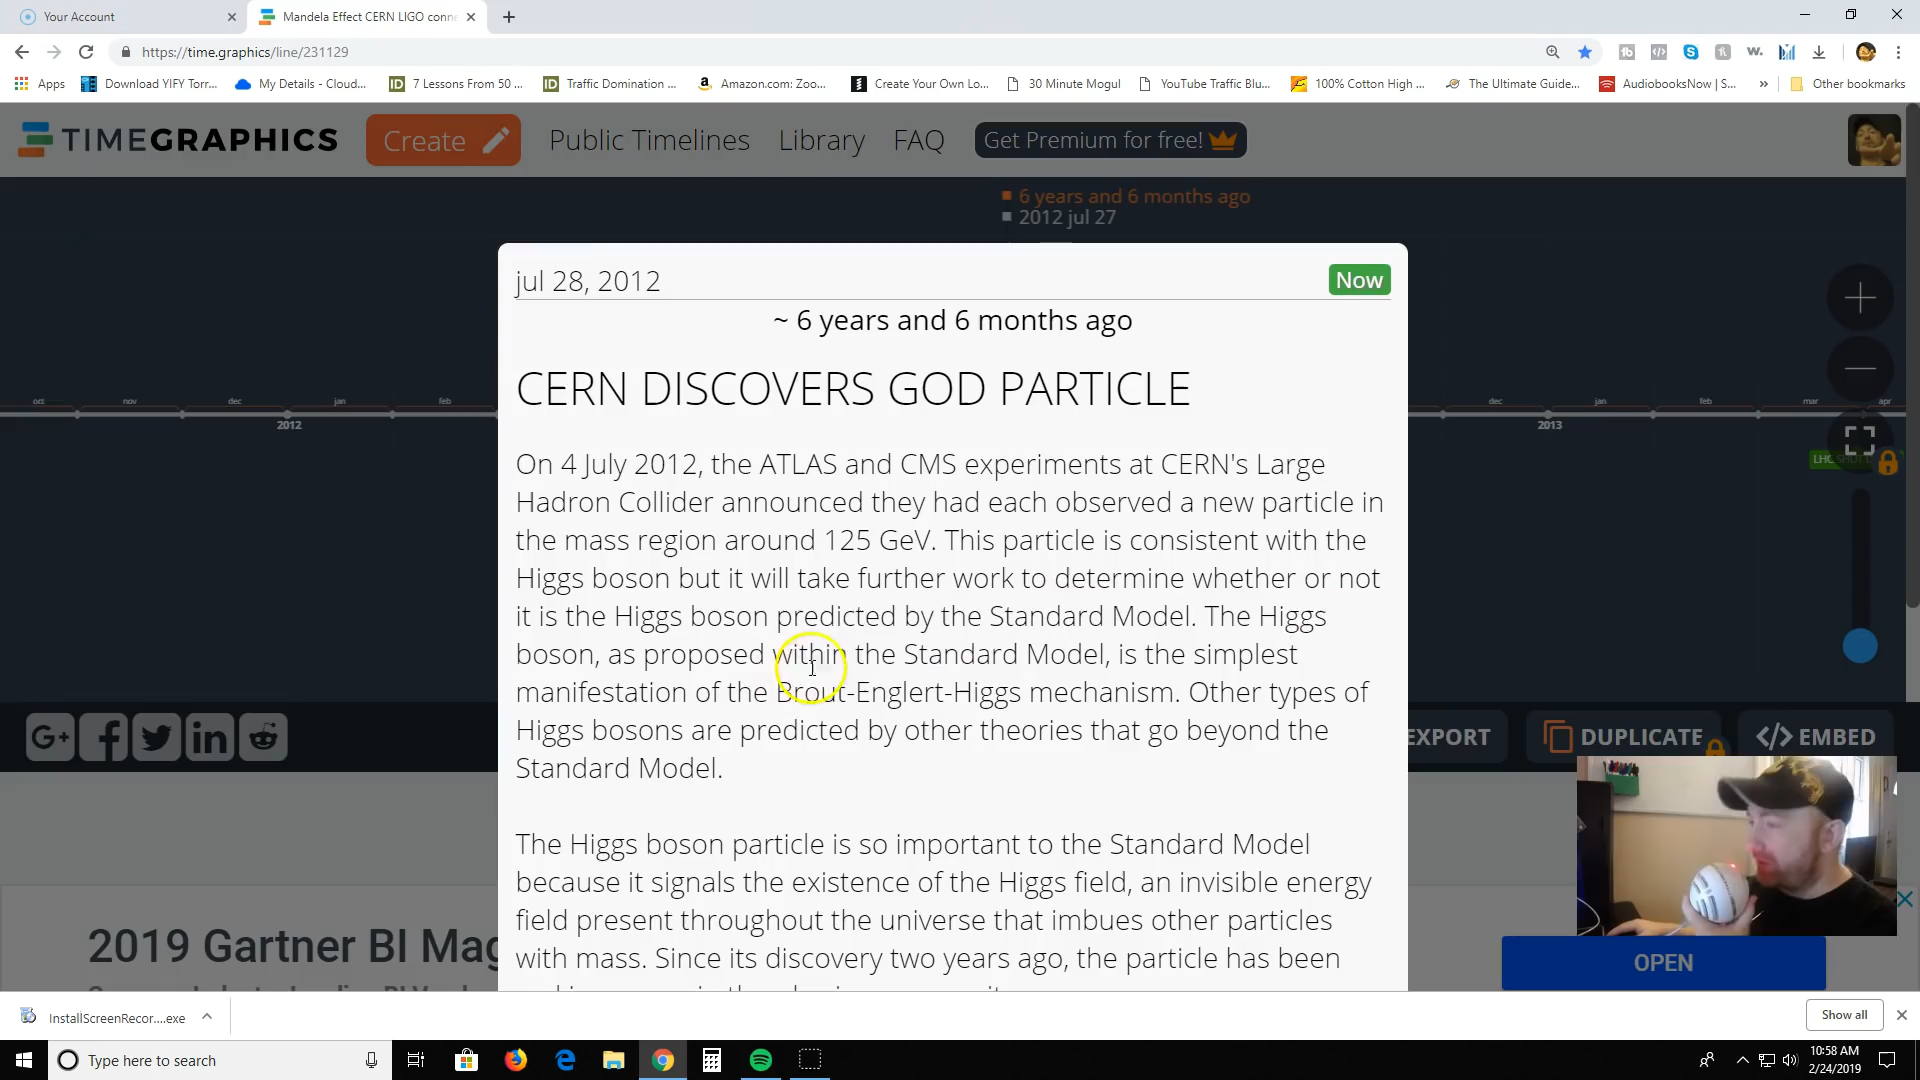 Your Account
Mandela Effect CERN LIGO conne
https://time.graphics/line/231129
Apps
Download YIFY Torr...
My Details - Cloud...
7 Lessons From 50 ...
Traffic Domination ...
Amazon.com: Zoo...
Create Your Own Lo...
30 Minute Mogul
YouTube Traffic Blu...
100% Cotton High ...
The Ultimate Guide...
AudiobooksNow | S...
Other bookmarks
TIMEGRAPHICS
Create
Public Timelines
Library
FAQ
Get Premium for free!
6 years and 6 months ago
2012 jul 27
jul 28, 2012
Now
~ 6 years and 6 months ago
CERN DISCOVERS GOD PARTICLE
oct nov dec jan feb
2012
dec jan feb mar apr
2013
On 4 July 2012, the ATLAS and CMS experiments at CERN's Large
Hadron Collider announced they had each observed a new particle in
the mass region around 125 GeV. This particle is consistent with the
Higgs boson but it will take further work to determine whether or not
it is the Higgs boson predicted by the Standard Model. The Higgs
boson, as proposed within the Standard Model, is the simplest
manifestation of the Brout-Englert-Higgs mechanism. Other types of
Higgs bosons are predicted by other theories that go beyond the
Standard Model.
EXPORT
DUPLICATE
EMBED
The Higgs boson particle is so important to the Standard Model
because it signals the existence of the Higgs field, an invisible energy
field present throughout the universe that imbues other particles
with mass. Since its discovery two years ago, the particle has been
2019 Gartner BI Mag
OPEN
InstallScreenRecor....exe
Show all
Type here to search
10:58 AM
2/24/2019